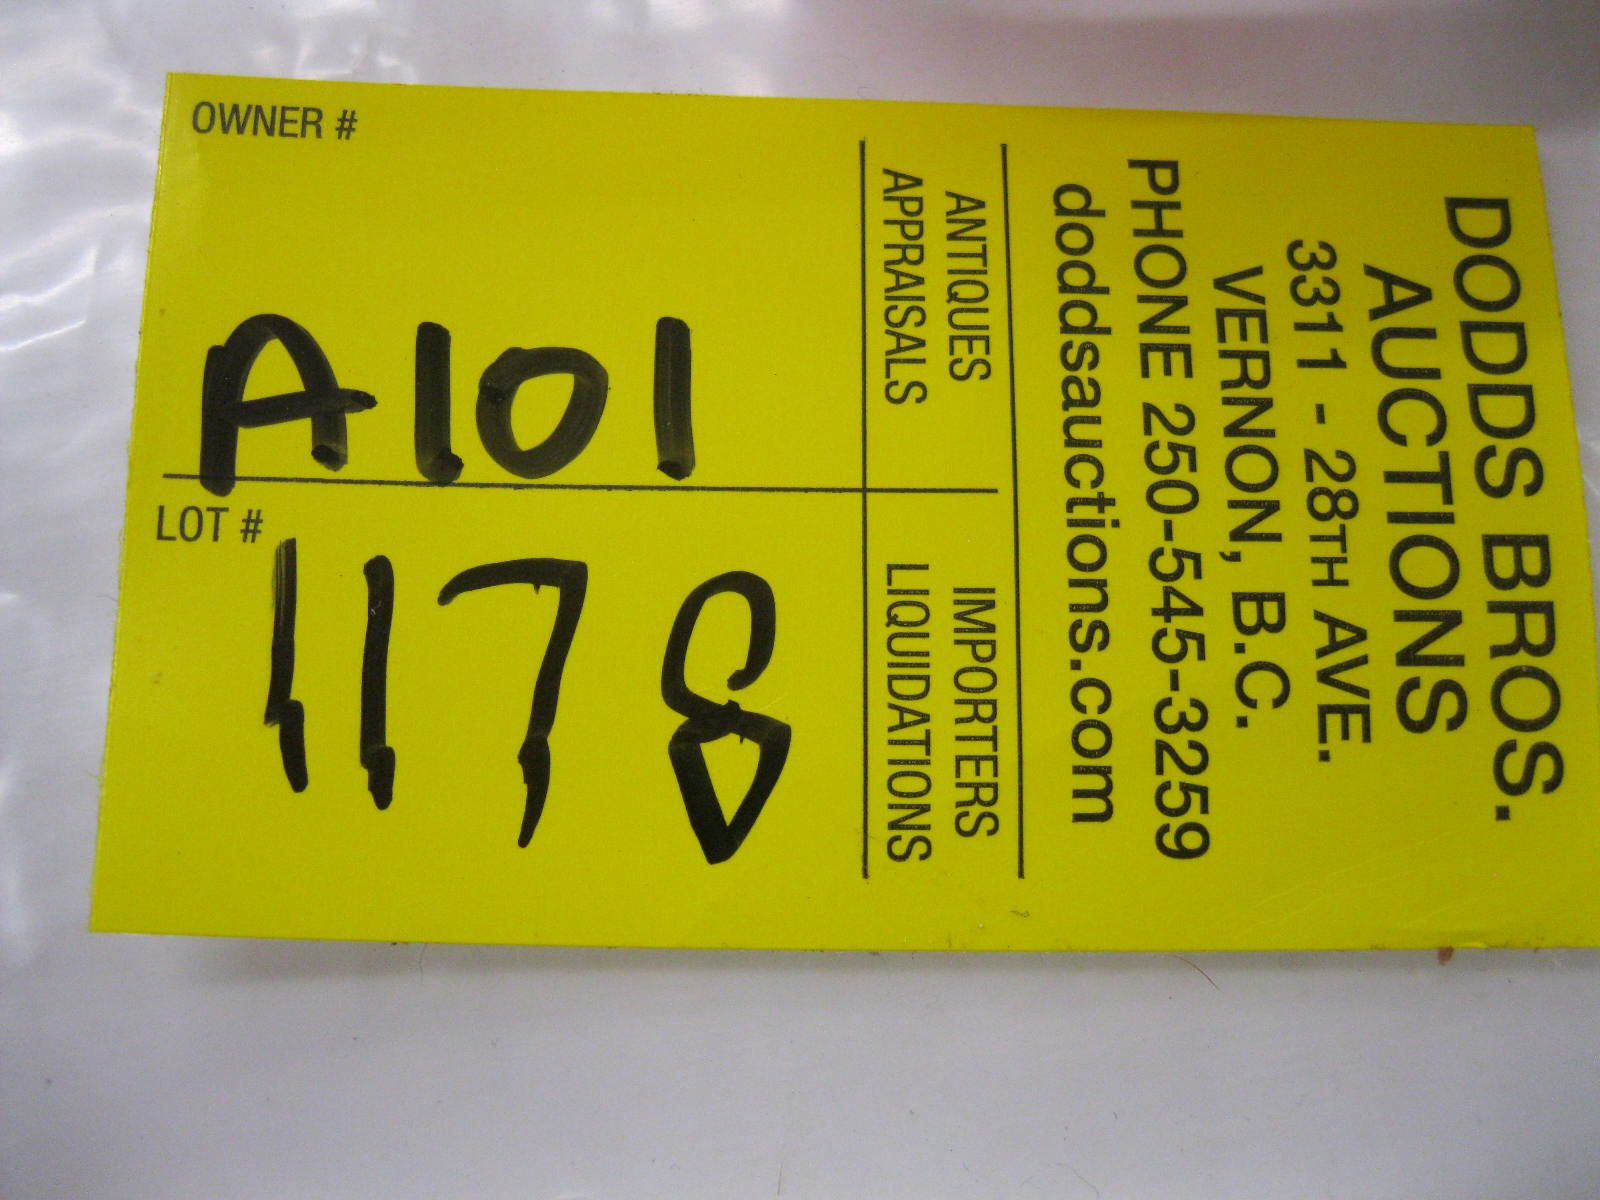 DODDS BROS.
AUCTIONS
3311 - 28TH AVE.
VERNON, B.C.
PHONE 250-545-3259
doddsauctions.com
ANTIQUES
APPRAISALS
IMPORTERS
LIQUIDATIONS
OWNER #
A101
LOT #
1178